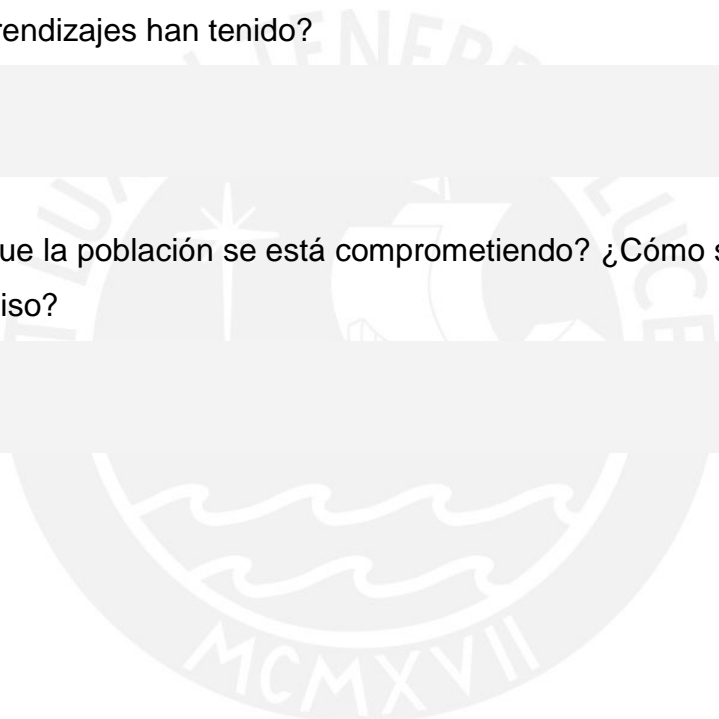 rendizajes han tenido?
ue la población se está comprometiendo? ¿Cómo s
iso?
MCMXVII